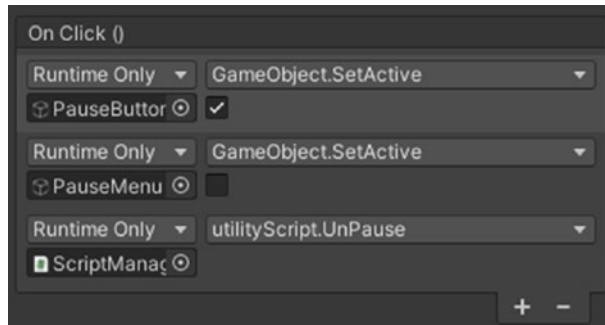 On Click ()
Runtime Only GameObject.SetActive
PauseButtor
Runtime Only GameObject.SetActive
PauseMenu
Runtime Only utilityScript.UnPause
ScriptManag
+ −